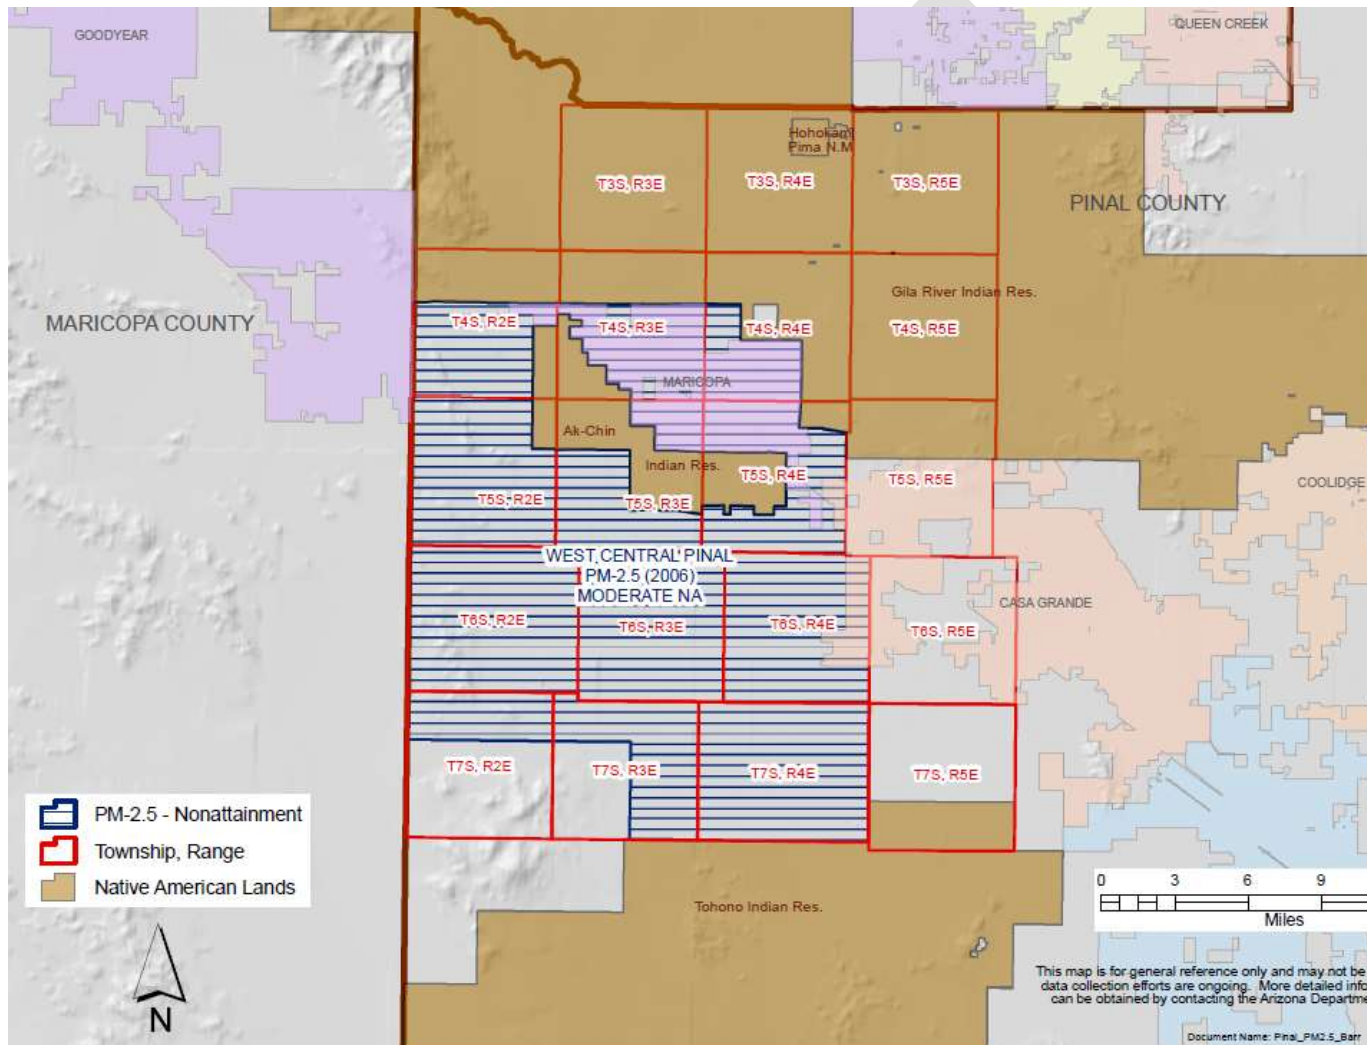 GOODYEAR
QUEEN CREEK
Hohokam
Pima N.M
T3S, R3E
T3S, R4E
T3S, R5E
PINAL COUNTY
Gila River Indian Res.
MARICOPA COUNTY
T4S, R2E
T4S, R3E
T4S, R4E
T4S, R5E
MARICOPA
Ak-Chin
Indian Res.
T5S, R2E
T5S, R3E
T5S, R4E
T5S, R5E
COOLIDGE
WEST CENTRAL PINAL
PM-2.5 (2006)
MODERATE NA
CASA GRANDE
T6S, R2E
T6S, R3E
T6S, R4E
T6S, R5E
T7S, R2E
T7S, R3E
T7S, R4E
T7S, R5E
PM-2.5 - Nonattainment
Township, Range
Native American Lands
Tohono Indian Res.
0 3 6 9
Miles
N
This map is for general reference only and may not be
data collection efforts are ongoing. More detailed info
can be obtained by contacting the Arizona Departme
Document Name: Pinal_PM2.5_Barr